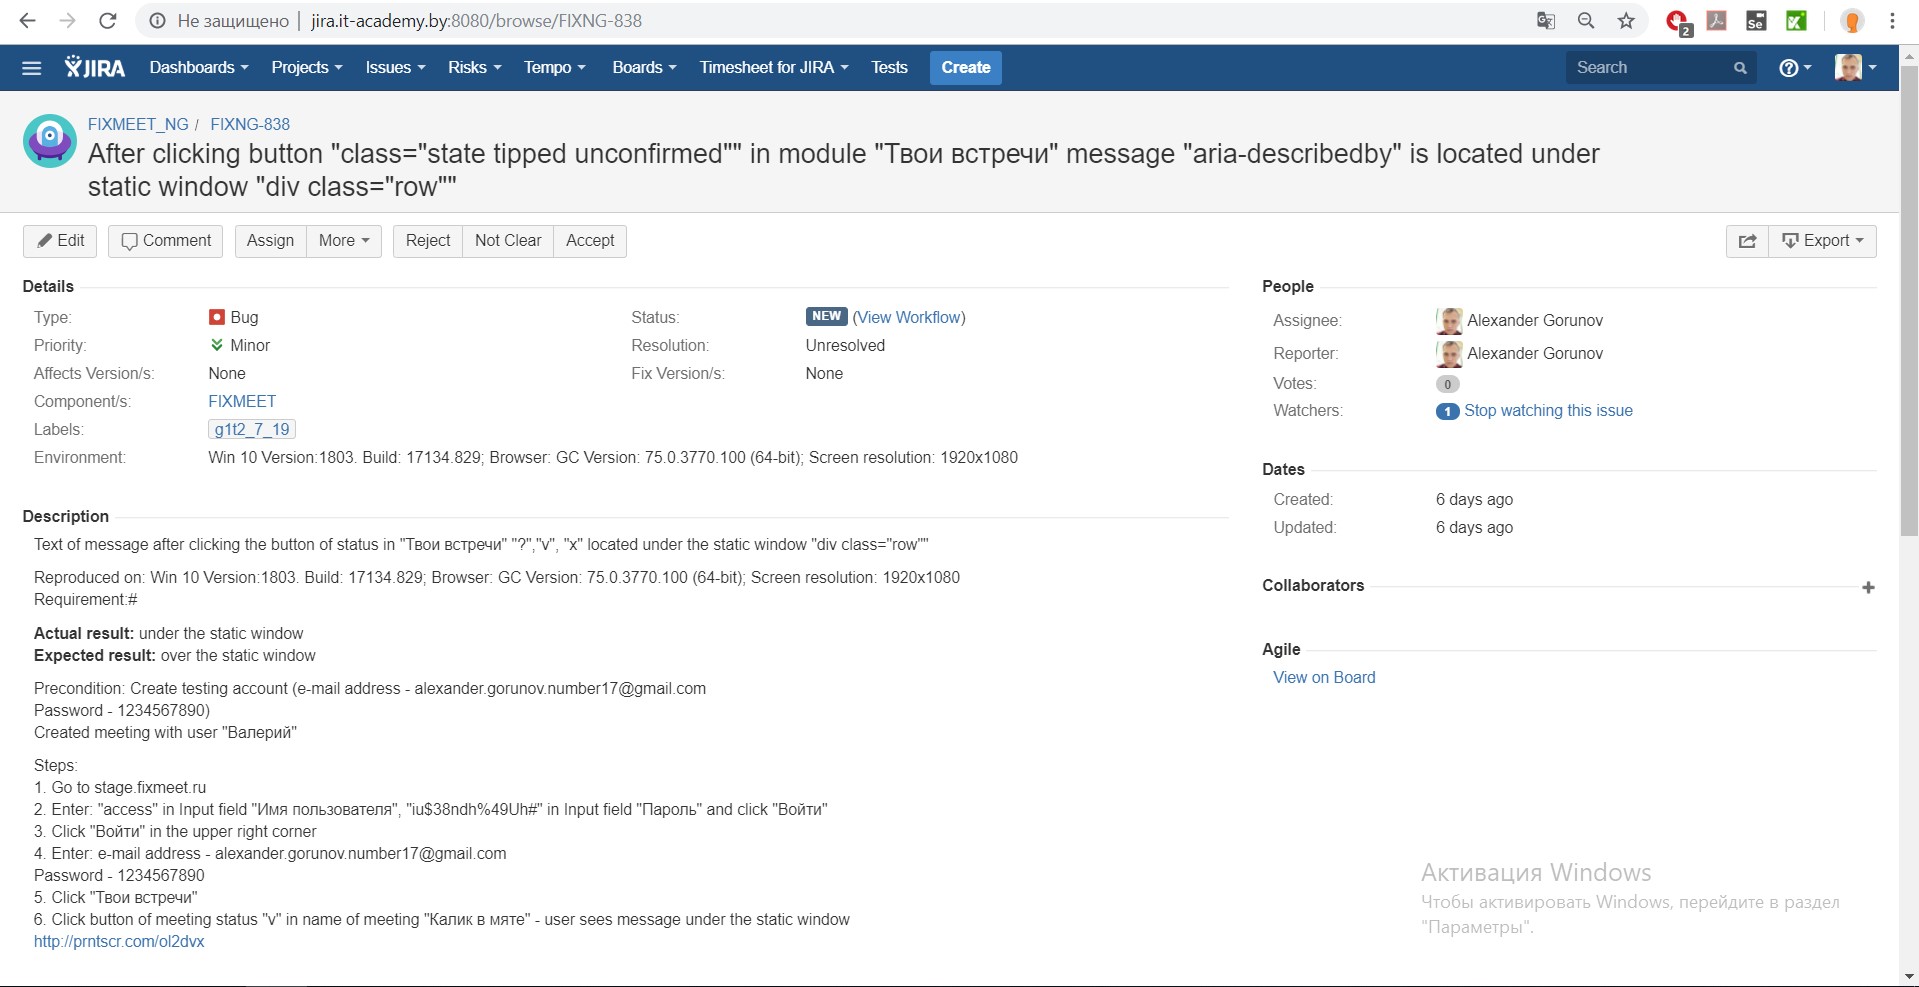 Не защищено | jira.it-academy.by:8080/browse/FIXNG-838
2
JIRA Dashboards Projects Issues Risks Tempo Boards Timesheet for JIRA Tests Create Search
FIXMEET_NG / FIXNG-838
After clicking button "class="state tipped unconfirmed"" in module "Твои встречи" message "aria-describedby" is located under
static window "div class="row""
Edit Comment Assign More Reject Not Clear Accept Export
Details
Type: Bug Status: NEW (View Workflow)
Priority: Minor Resolution: Unresolved
Affects Version/s: None Fix Version/s: None
Component/s: FIXMEET
Labels: g1t2_7_19
Environment: Win 10 Version:1803. Build: 17134.829; Browser: GC Version: 75.0.3770.100 (64-bit); Screen resolution: 1920x1080
Description
Text of message after clicking the button of status in "Твои встречи" "?","v", "x" located under the static window "div class="row""
Reproduced on: Win 10 Version:1803. Build: 17134.829; Browser: GC Version: 75.0.3770.100 (64-bit); Screen resolution: 1920x1080
Requirement:#
Actual result: under the static window
Expected result: over the static window
Precondition: Create testing account (e-mail address - alexander.gorunov.number17@gmail.com
Password - 1234567890)
Created meeting with user "Валерий"
Steps:
1. Go to stage.fixmeet.ru
2. Enter: "access" in Input field "Имя пользователя", "iu$38ndh%49Uh#" in Input field "Пароль" and click "Войти"
3. Click "Войти" in the upper right corner
4. Enter: e-mail address - alexander.gorunov.number17@gmail.com
Password - 1234567890
5. Click "Твои встречи"
6. Click button of meeting status "v" in name of meeting "Калик в мяте" - user sees message under the static window
http://prntscr.com/ol2dvx
People
Assignee: Alexander Gorunov
Reporter: Alexander Gorunov
Votes: 0
Watchers: 1 Stop watching this issue
Dates
Created: 6 days ago
Updated: 6 days ago
Collaborators
Agile
View on Board
Активация Windows
Чтобы активировать Windows, перейдите в раздел
"Параметры".